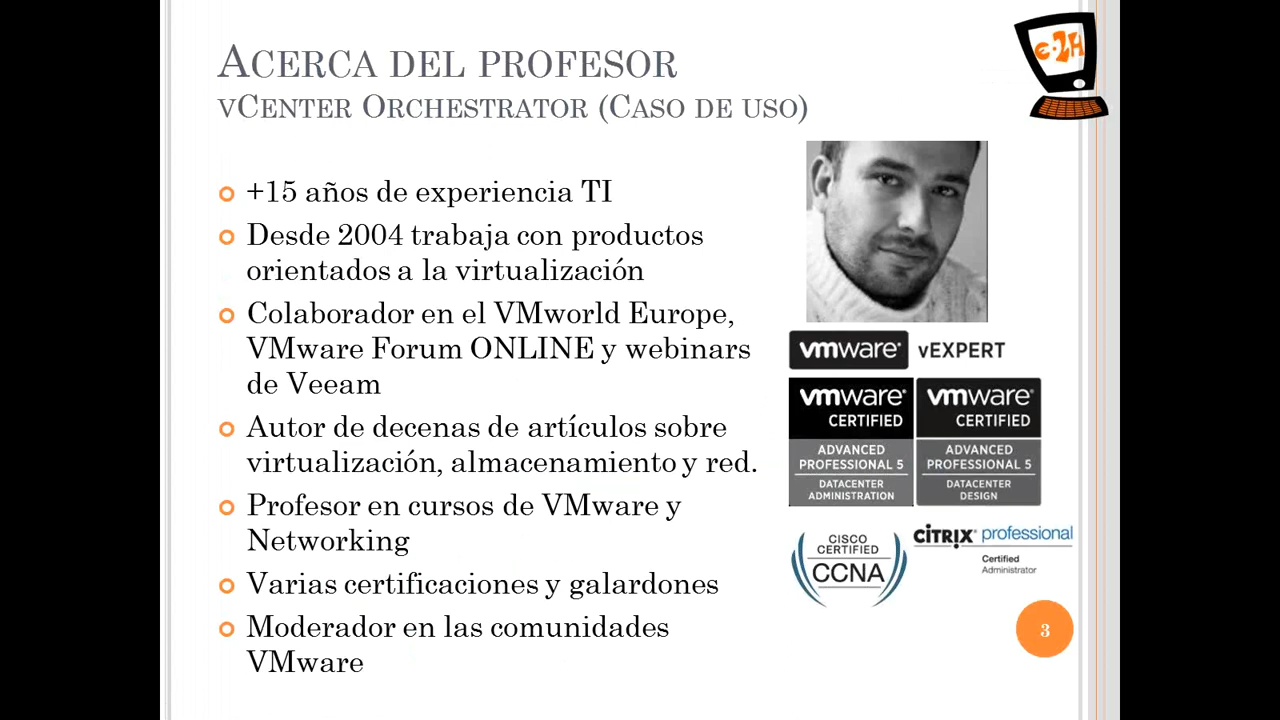 ACERCA DEL PROFESOR
VCENTER ORCHESTRATOR (CASO DE USO)
e-2H
+15 años de experiencia TI
Desde 2004 trabaja con productos
orientados a la virtualización
Colaborador en el VMworld Europe,
VMware Forum ONLINE y webinars
de Veeam
Autor de decenas de artículos sobre
virtualización, almacenamiento y red.
Profesor en cursos de VMware y
Networking
Varias certificaciones y galardones
Moderador en las comunidades
VMware
vmware® vEXPERT
vmware®
CERTIFIED
ADVANCED
PROFESSIONAL 5
DATACENTER
ADMINISTRATION
vmware®
CERTIFIED
ADVANCED
PROFESSIONAL 5
DATACENTER
DESIGN
CISCO
CERTIFIED
CCNA
CITRIX® professional
Certified
Administrator
3